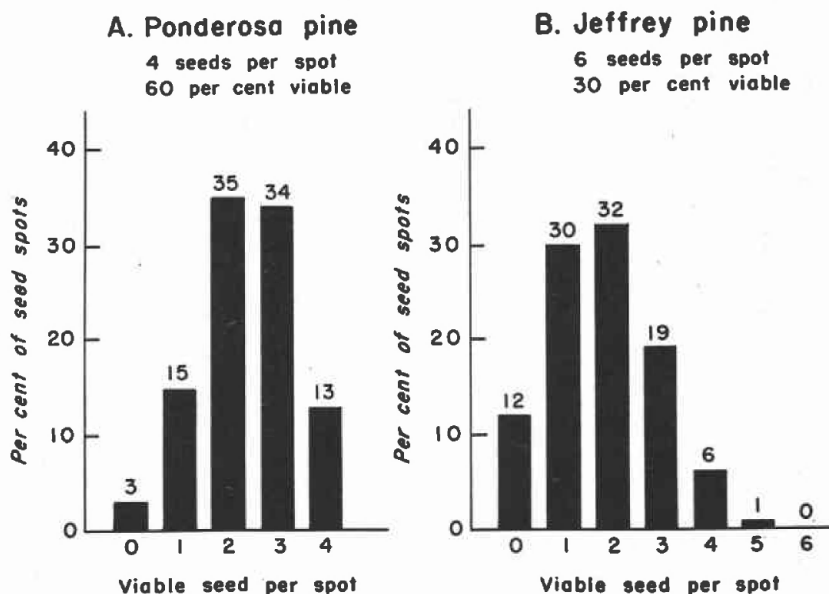 A. Ponderosa pine
4 seeds per spot
60 per cent viable
40
30
20
10
0
Per cent of seed spots
3
15
35
34
13
0 1 2 3 4
Viable seed per spot
B. Jeffrey pine
6 seeds per spot
30 per cent viable
40
30
20
10
0
Per cent of seed spots
12
30
32
19
6
1
0
0 1 2 3 4 5 6
Viable seed per spot